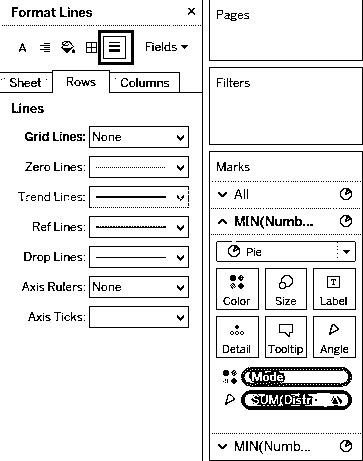 Format Lines
Fields
Sheet
Rows
Columns
Lines
Grid Lines: None
Zero Lines:
Trend Lines:
Ref Lines:
Drop Lines:
Axis Rulers: None
Axis Ticks:
Pages
Filters
Marks
All
MIN(Numb...
Pie
Color
Size
Label
Detail
Tooltip
Angle
Mode
SUM(Distr·
MIN(Numb...